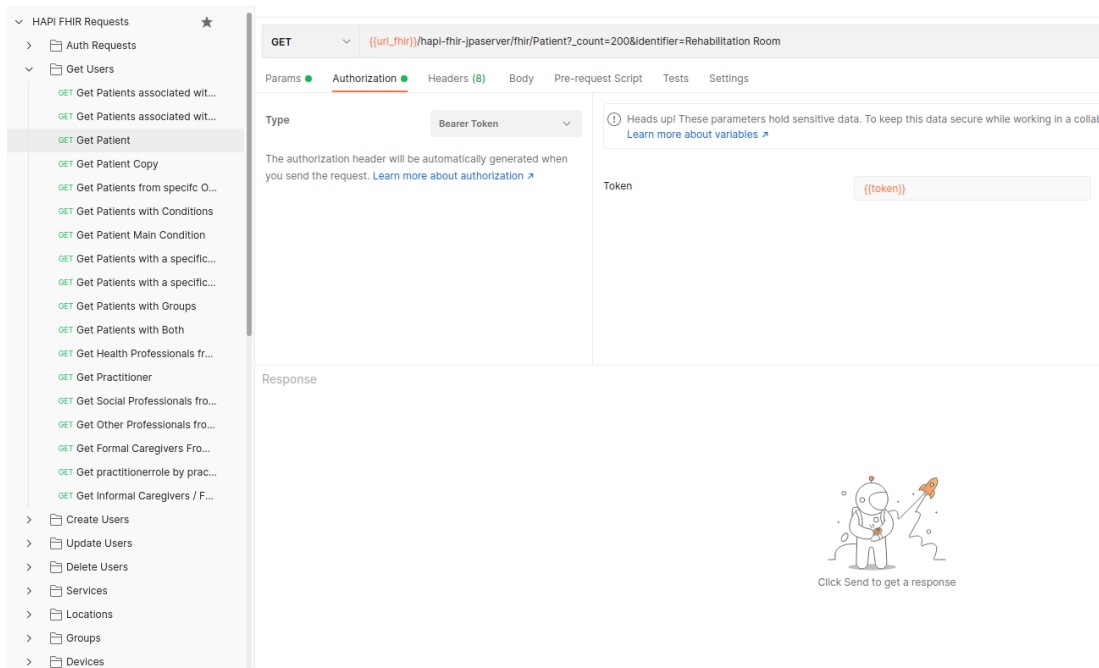 HAPI FHIR Requests
Auth Requests
Get Users
GET Get Patients associated wit...
GET Get Patients associated wit...
GET Get Patient
GET Get Patient Copy
GET Get Patients from specifc O...
GET Get Patients with Conditions
GET Get Patient Main Condition
GET Get Patients with a specific...
GET Get Patients with a specific...
GET Get Patients with Groups
GET Get Patients with Both
GET Get Health Professionals fr...
GET Get Practitioner
GET Get Social Professionals fro...
GET Get Other Professionals fro...
GET Get Formal Caregivers Fro...
GET Get practitionerrole by prac...
GET Get Informal Caregivers / F...
Create Users
Update Users
Delete Users
Services
Locations
Groups
Devices
GET {{url_fhir}}/hapi-fhir-jpaserver/fhir/Patient?_count=200&identifier=Rehabilitation Room
Params Authorization Headers (8) Body Pre-request Script Tests Settings
Type Bearer Token
The authorization header will be automatically generated when
you send the request. Learn more about authorization ↗
Heads up! These parameters hold sensitive data. To keep this data secure while working in a collab
Learn more about variables ↗
Token {{token}}
Response
Click Send to get a response